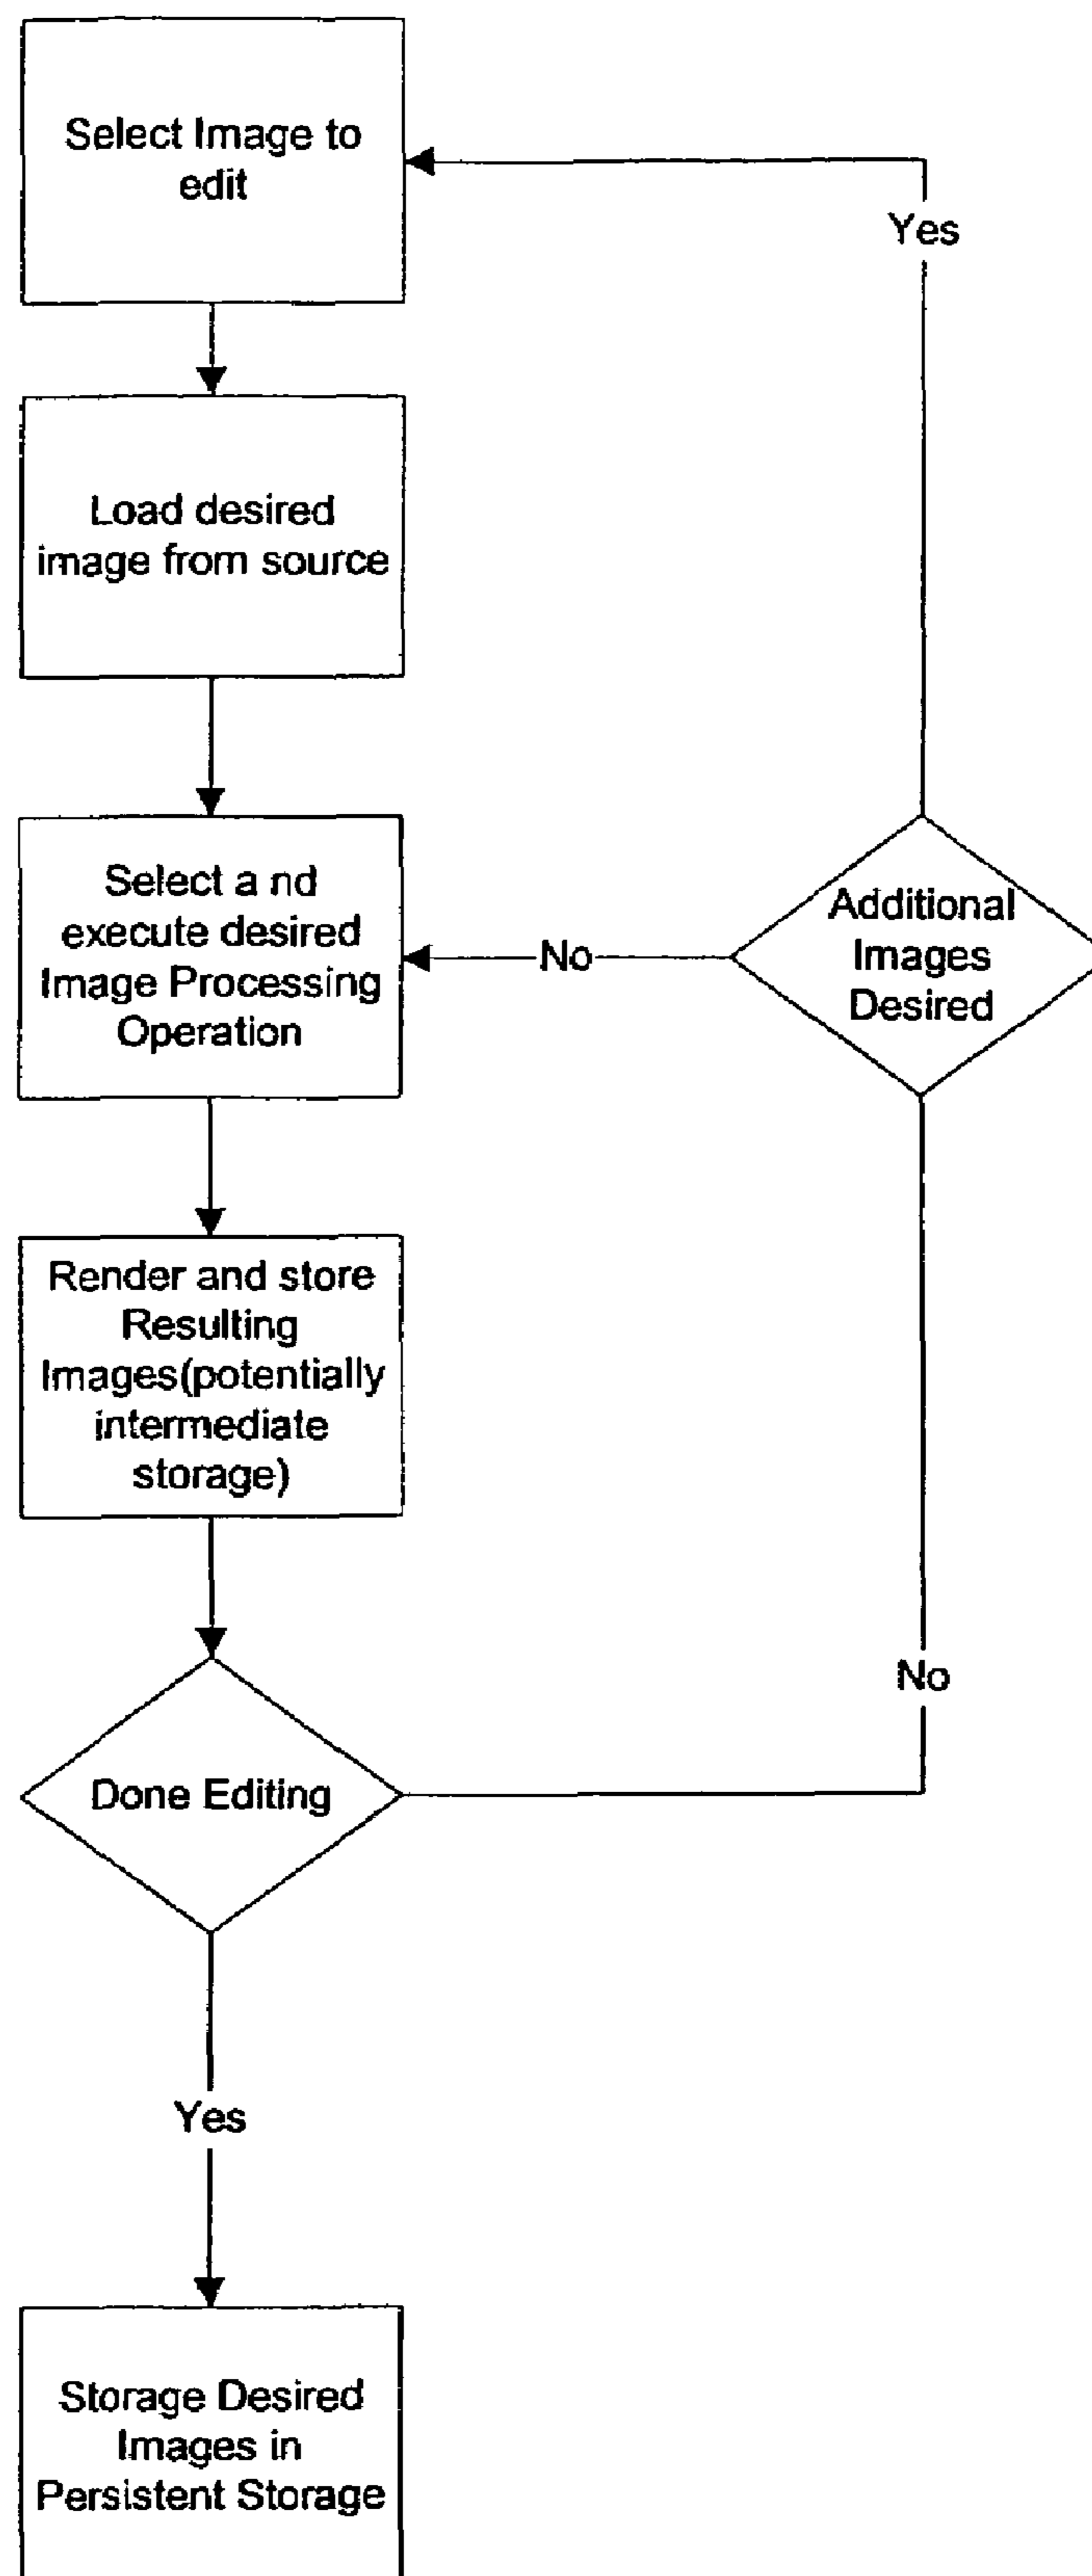 Select Image to
edit
Yes
Load desired
image from source
Select a nd
execute desired
Image Processing
Operation
No
Additional
Images
Desired
Render and store
Resulting
Images(potentially
intermediate
storage)
No
Done Editing
Yes
Storage Desired
Images in
Persistent Storage